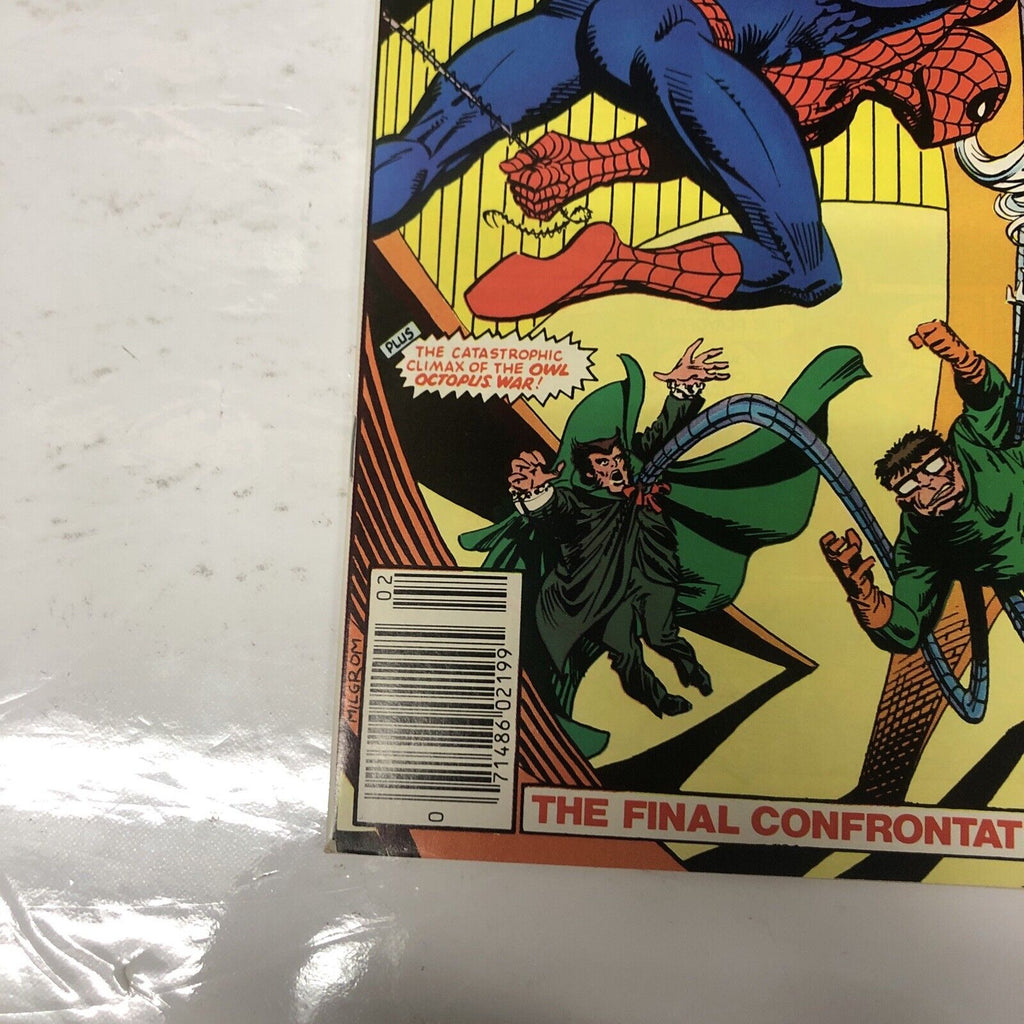 PLUS
THE CATASTROPHIC
CLIMAX OF THE OWL
OCTOPUS WAR!
02
71486 02199
0
MILGROM
THE FINAL CONFRONTAT